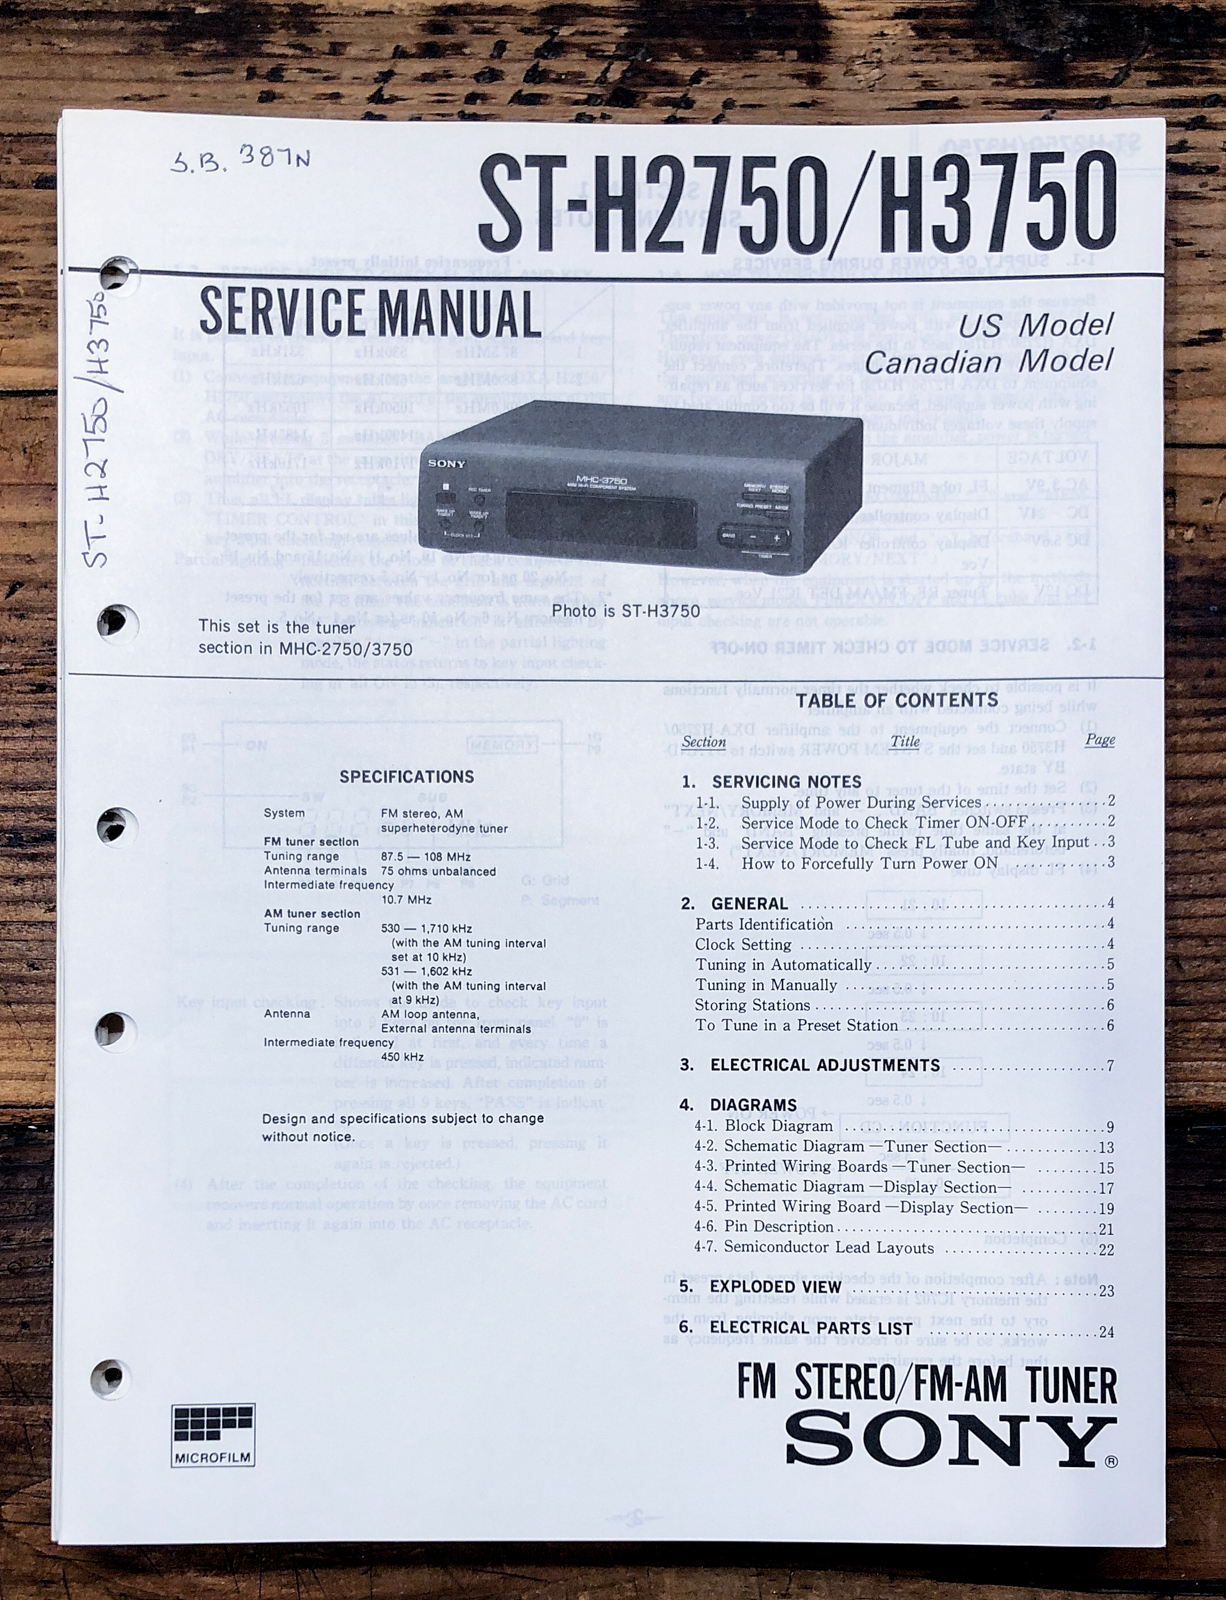 S.B. 387N
ST-H2750/H3750
ST-H2750/H3750
SERVICE MANUAL
US Model
Canadian Model
SONY
MHC-3750
Photo is ST-H3750
This set is the tuner
section in MHC-2750/3750
TABLE OF CONTENTS
Section Title Page
1. SERVICING NOTES
1-1. Supply of Power During Services 2
1-2. Service Mode to Check Timer ON-OFF 2
1-3. Service Mode to Check FL Tube and Key Input 3
1-4. How to Forcefully Turn Power ON 3
2. GENERAL 4
Parts Identification 4
Clock Setting 4
Tuning in Automatically 5
Tuning in Manually 5
Storing Stations 6
To Tune in a Preset Station 6
3. ELECTRICAL ADJUSTMENTS 7
4. DIAGRAMS
4-1. Block Diagram 9
4-2. Schematic Diagram —Tuner Section— 13
4-3. Printed Wiring Boards —Tuner Section— 15
4-4. Schematic Diagram —Display Section— 17
4-5. Printed Wiring Board —Display Section— 19
4-6. Pin Description 21
4-7. Semiconductor Lead Layouts 22
5. EXPLODED VIEW 23
6. ELECTRICAL PARTS LIST 24
SPECIFICATIONS
System FM stereo, AM
superheterodyne tuner
FM tuner section
Tuning range 87.5 — 108 MHz
Antenna terminals 75 ohms unbalanced
Intermediate frequency
10.7 MHz
AM tuner section
Tuning range 530 — 1,710 kHz
(with the AM tuning interval
set at 10 kHz)
531 — 1,602 kHz
(with the AM tuning interval
at 9 kHz)
Antenna AM loop antenna,
External antenna terminals
Intermediate frequency
450 kHz
Design and specifications subject to change
without notice.
MICROFILM
FM STEREO/FM-AM TUNER
SONY®